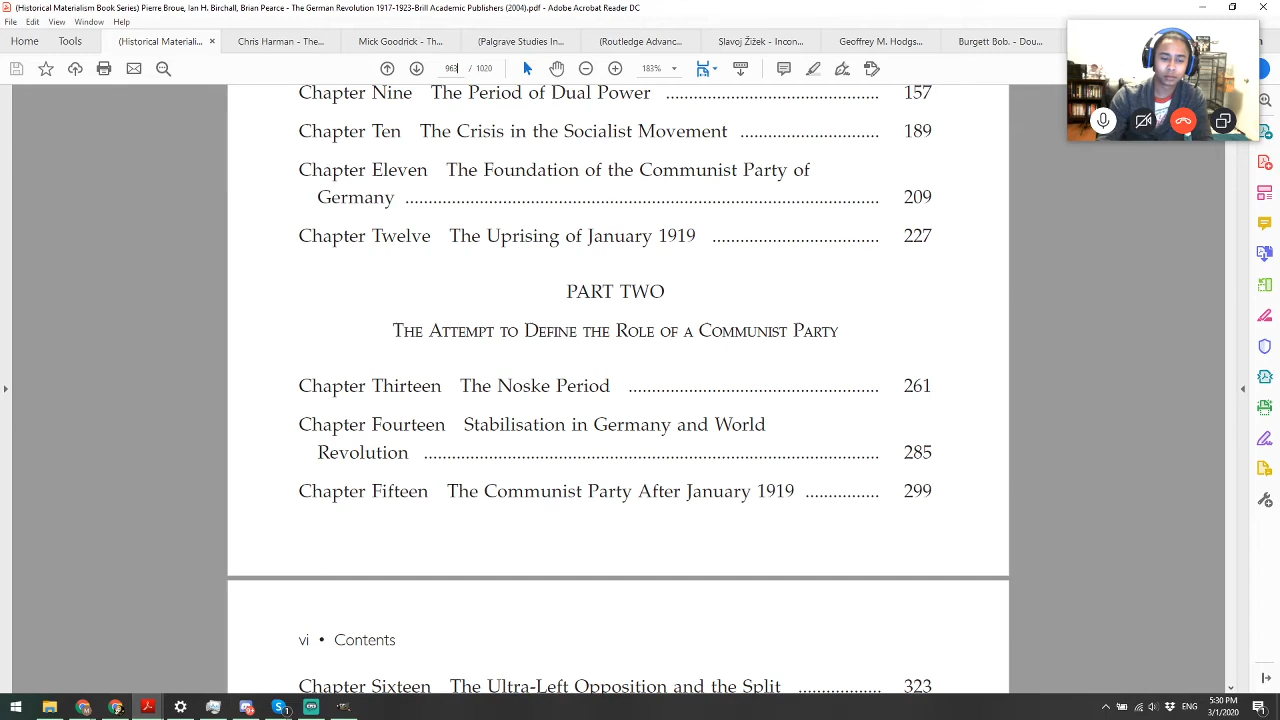 (Historical Materialism Book Series) Pierre Broue, Ian H. Birchall, Brian Pearce - The German Revolution 1917-1923-Brill Academic Publishers (2004).pdf - Adobe Acrobat Reader DC
File Edit View Window Help
Home Tools (Historical Materiali... × Chris Harman - The... Mick Goodrick - Th... (Routledge Advanc... Slavoj Žižek - Incon... Geoffrey M. Hodgs... Burgett Bob. - Dou...
963 / 1020 183%
Chapter Nine The Period of Dual Power ........................................ 157
Chapter Ten The Crisis in the Socialist Movement .......................... 189
Chapter Eleven The Foundation of the Communist Party of
Germany ........................................ 209
Chapter Twelve The Uprising of January 1919 ................................ 227
PART TWO
THE ATTEMPT TO DEFINE THE ROLE OF A COMMUNIST PARTY
Chapter Thirteen The Noske Period ................................................ 261
Chapter Fourteen Stabilisation in Germany and World
Revolution ........................................ 285
Chapter Fifteen The Communist Party After January 1919 ............... 299
vi • Contents
Chapter Sixteen The Ultra-Left Opposition and the Split ................. 323
ENG
5:30 PM
3/1/2020